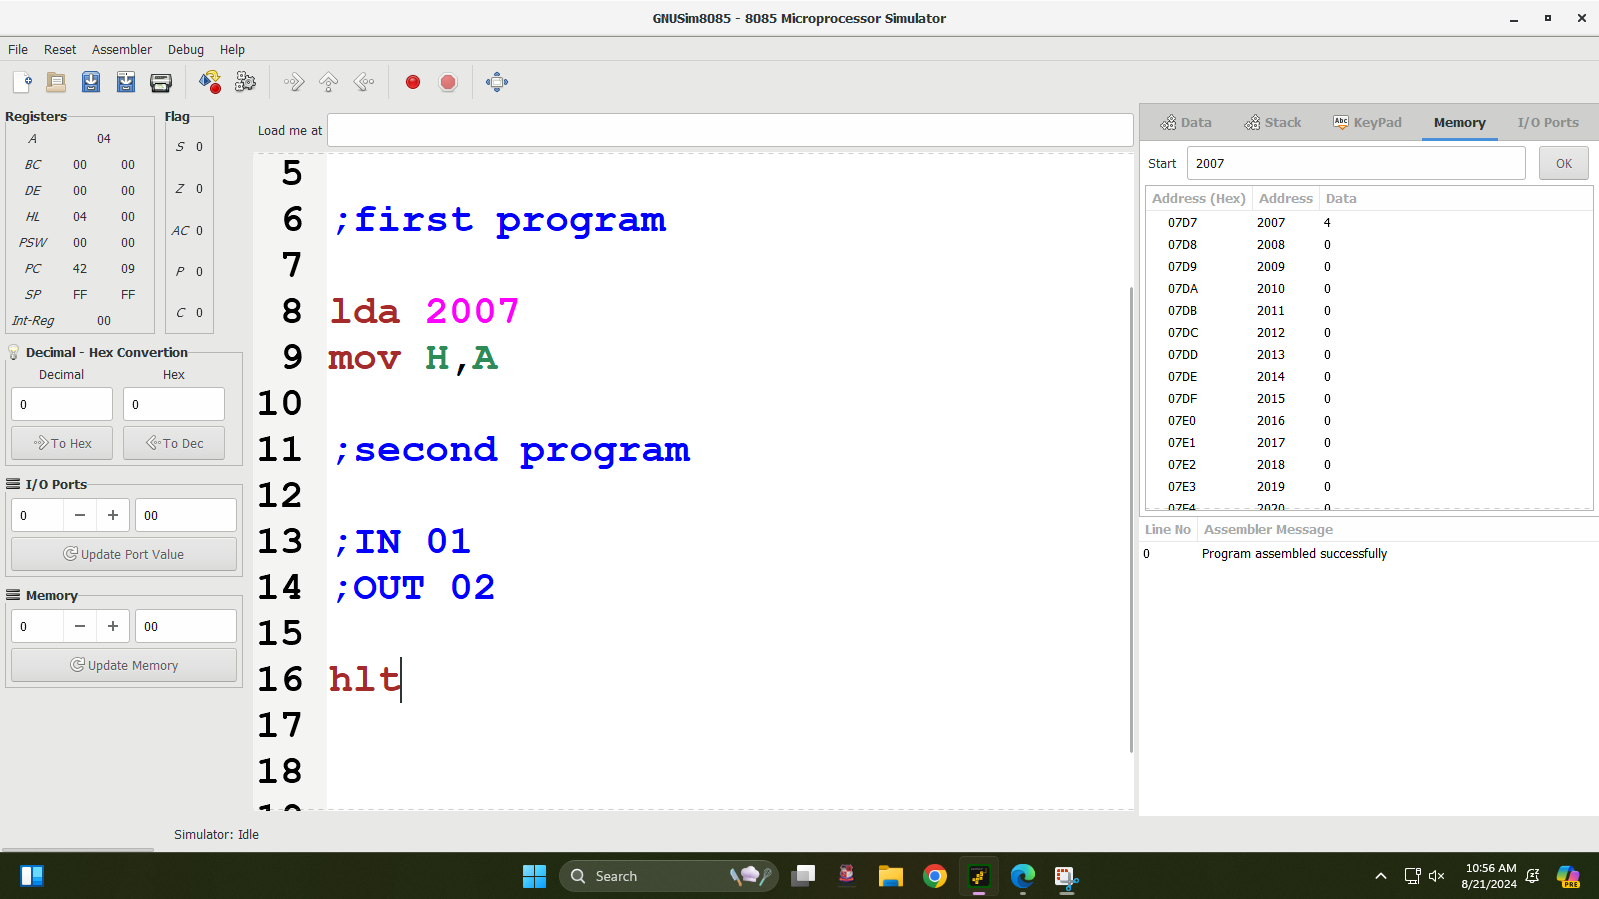 GNUSim8085 - 8085 Microprocessor Simulator
File Reset Assembler Debug Help
Registers
A 04
BC 00 00
DE 00 00
HL 04 00
PSW 00 00
PC 42 09
SP FF FF
Int-Reg 00
Flag
S 0
Z 0
AC 0
P 0
C 0
Decimal - Hex Convertion
Decimal Hex
0 0
To Hex To Dec
I/O Ports
0 − + 00
Update Port Value
Memory
0 − + 00
Update Memory
Load me at
5
6 ;first program
7
8 lda 2007
9 mov H,A
10
11 ;second program
12
13 ;IN 01
14 ;OUT 02
15
16 hlt
17
18
19
Data Stack Abc KeyPad Memory I/O Ports
Start 2007 OK
Address (Hex) Address Data
07D7 2007 4
07D8 2008 0
07D9 2009 0
07DA 2010 0
07DB 2011 0
07DC 2012 0
07DD 2013 0
07DE 2014 0
07DF 2015 0
07E0 2016 0
07E1 2017 0
07E2 2018 0
07E3 2019 0
07E4 2020 0
Line No Assembler Message
0 Program assembled successfully
Simulator: Idle
Search
10:56 AM
8/21/2024
PRE